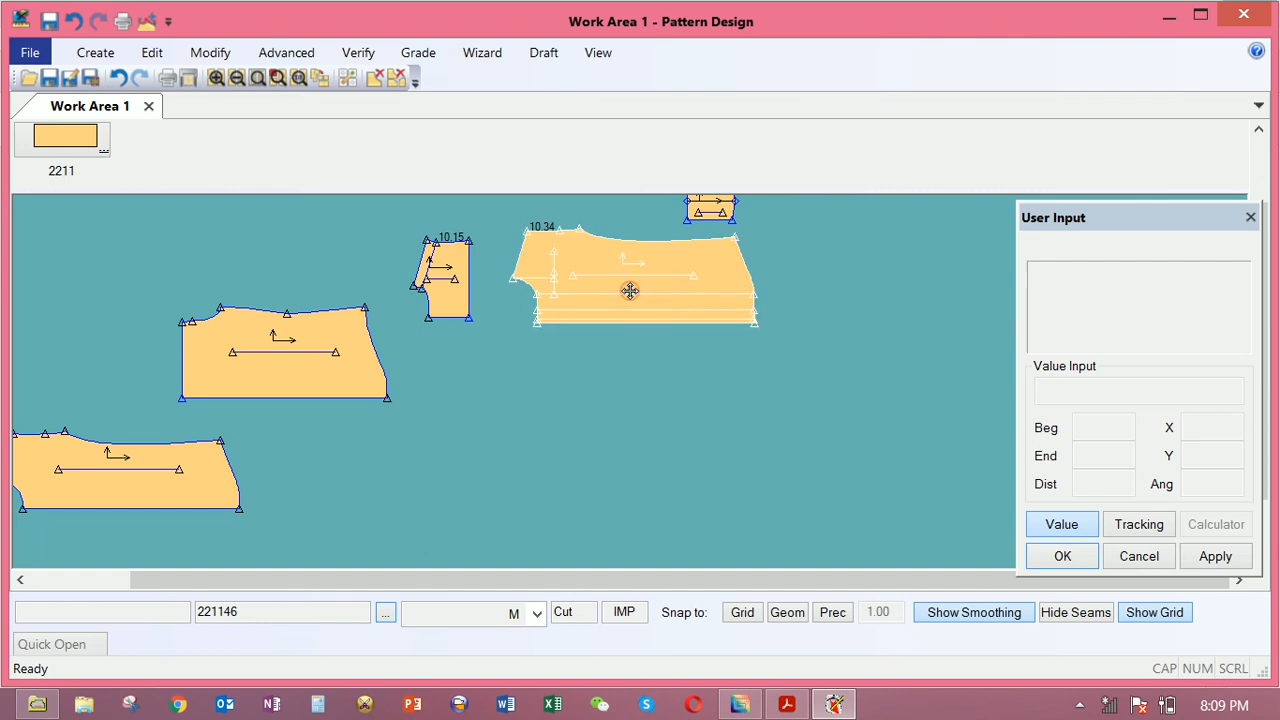 Work Area 1 - Pattern Design
File Create Edit Modify Advanced Verify Grade Wizard Draft View
Work Area 1
2211
10.15
10.34
User Input
Value Input
Beg X
End Y
Dist Ang
Value Tracking Calculator
OK Cancel Apply
221146 ... M Cut IMP Snap to: Grid Geom Prec 1.00 Show Smoothing Hide Seams Show Grid
Quick Open
Ready CAP NUM SCRL
8:09 PM